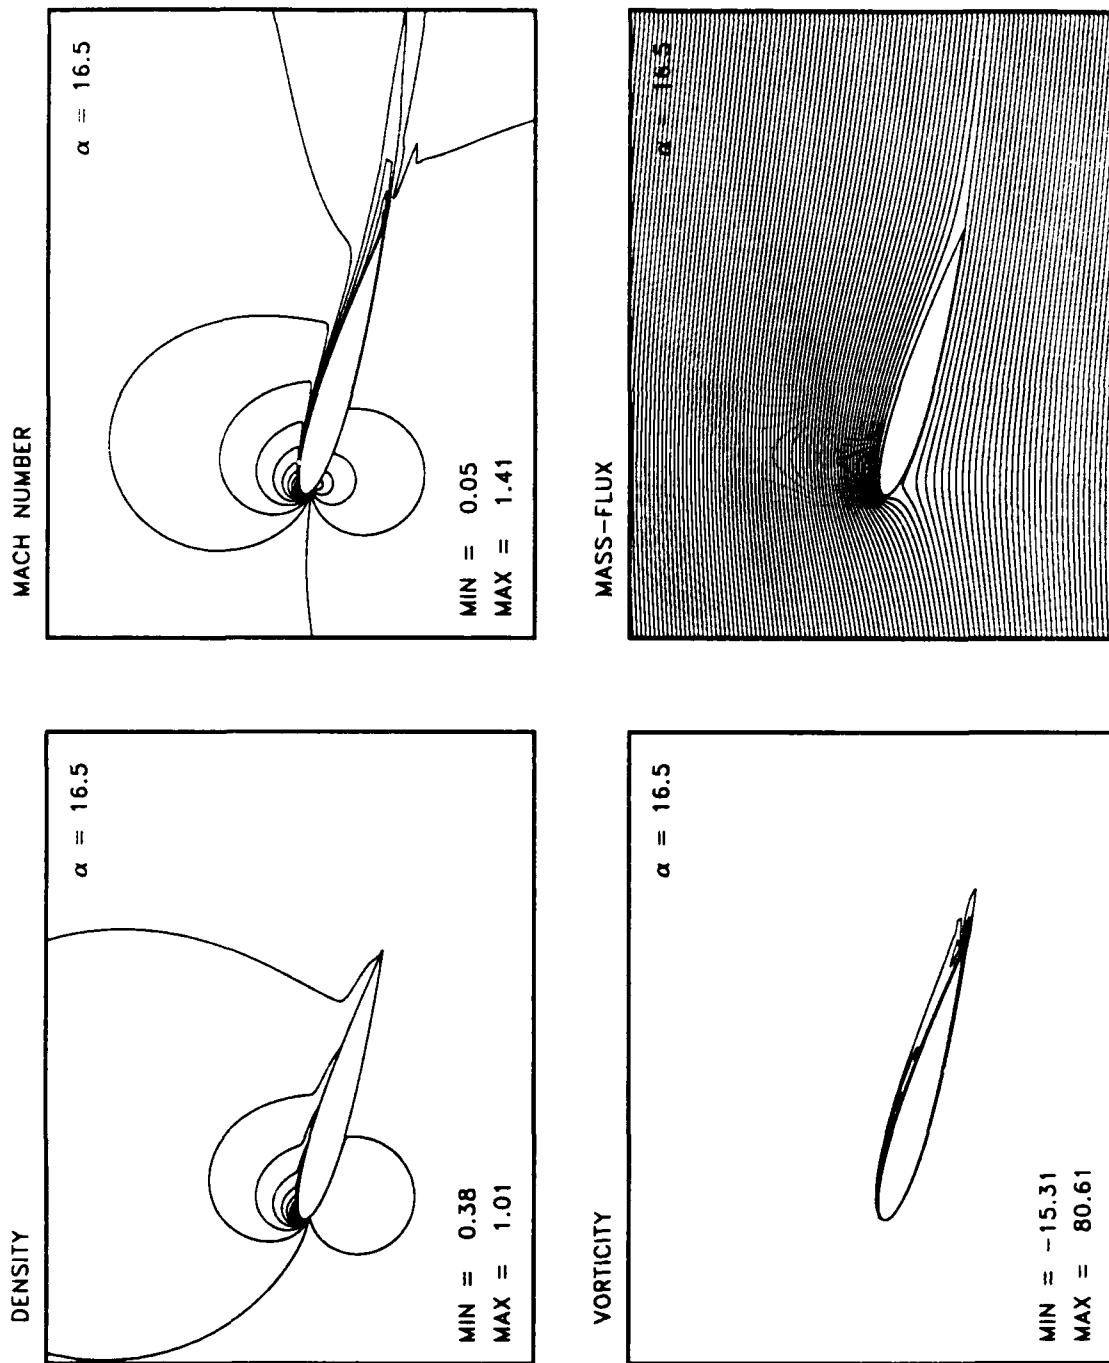 DENSITY
α = 16.5
MIN = 0.38
MAX = 1.01
MACH NUMBER
α = 16.5
MIN = 0.05
MAX = 1.41
VORTICITY
α = 16.5
MIN = -15.31
MAX = 80.61
MASS-FLUX
α = 16.5